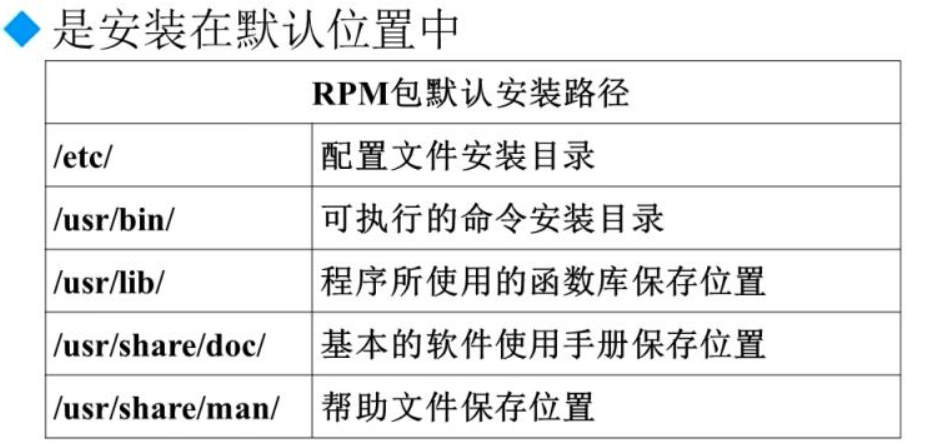 是安装在默认位置中
RPM包默认安装路径
/etc/ 配置文件安装目录
/usr/bin/ 可执行的命令安装目录
/usr/lib/ 程序所使用的函数库保存位置
/usr/share/doc/ 基本的软件使用手册保存位置
/usr/share/man/ 帮助文件保存位置